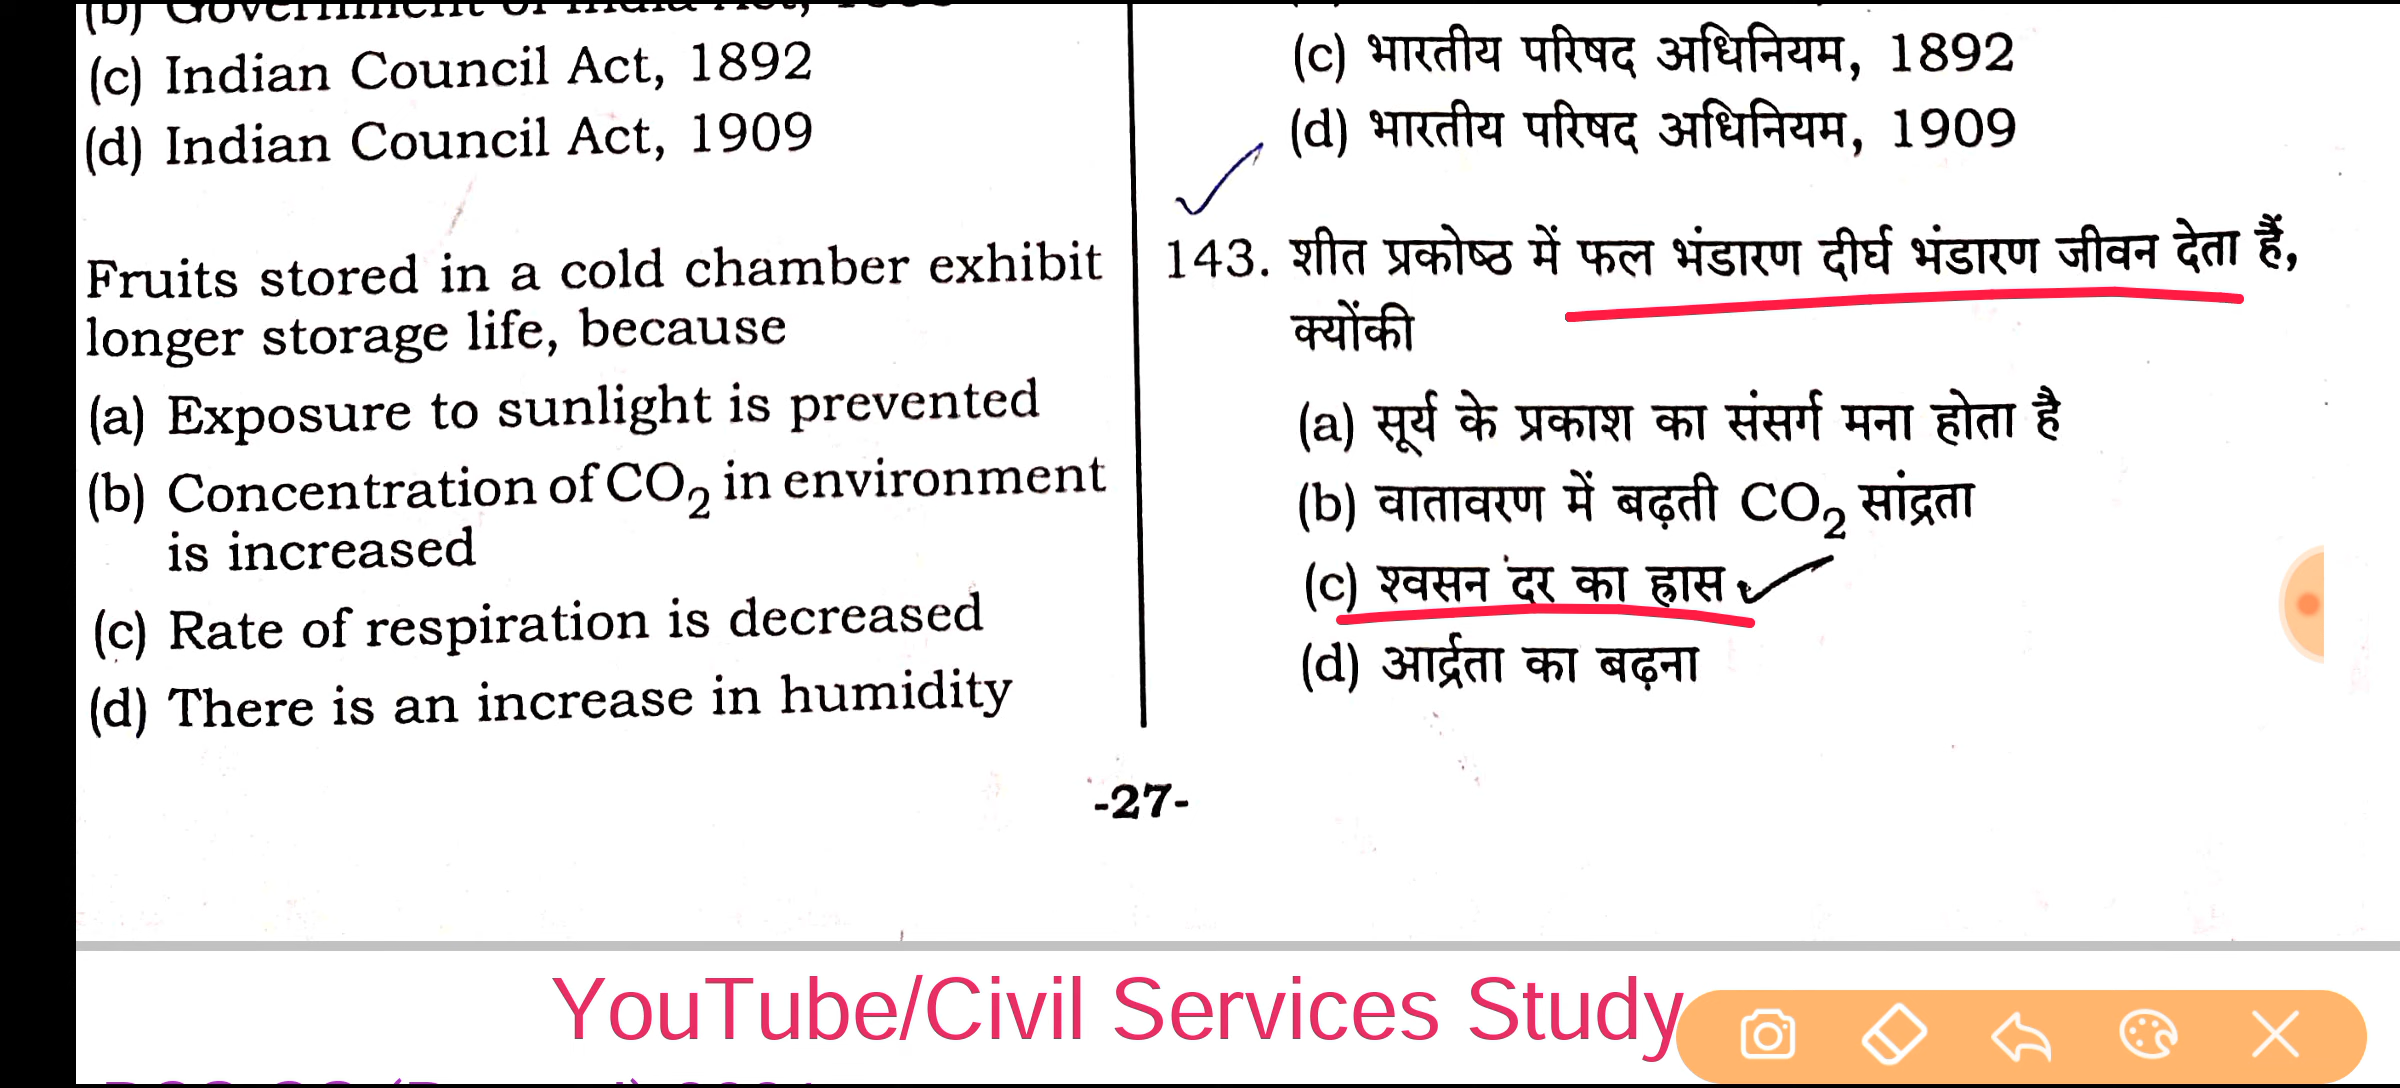 (c) Indian Council Act, 1892
(d) Indian Council Act, 1909
Fruits stored in a cold chamber exhibit
longer storage life, because
(a) Exposure to sunlight is prevented
(b) Concentration of CO₂ in environment
is increased
(c) Rate of respiration is decreased
(d) There is an increase in humidity
(c) भारतीय परिषद अधिनियम, 1892
(d) भारतीय परिषद अधिनियम, 1909
143. शीत प्रकोष्ठ में फल भंडारण दीर्घ भंडारण जीवन देता हैं,
क्योंकी
(a) सूर्य के प्रकाश का संसर्ग मना होता है
(b) वातावरण में बढ़ती CO₂ सांद्रता
(c) श्वसन दर का ह्रास
(d) आर्द्रता का बढ़ना
-27-
YouTube/Civil Services Study